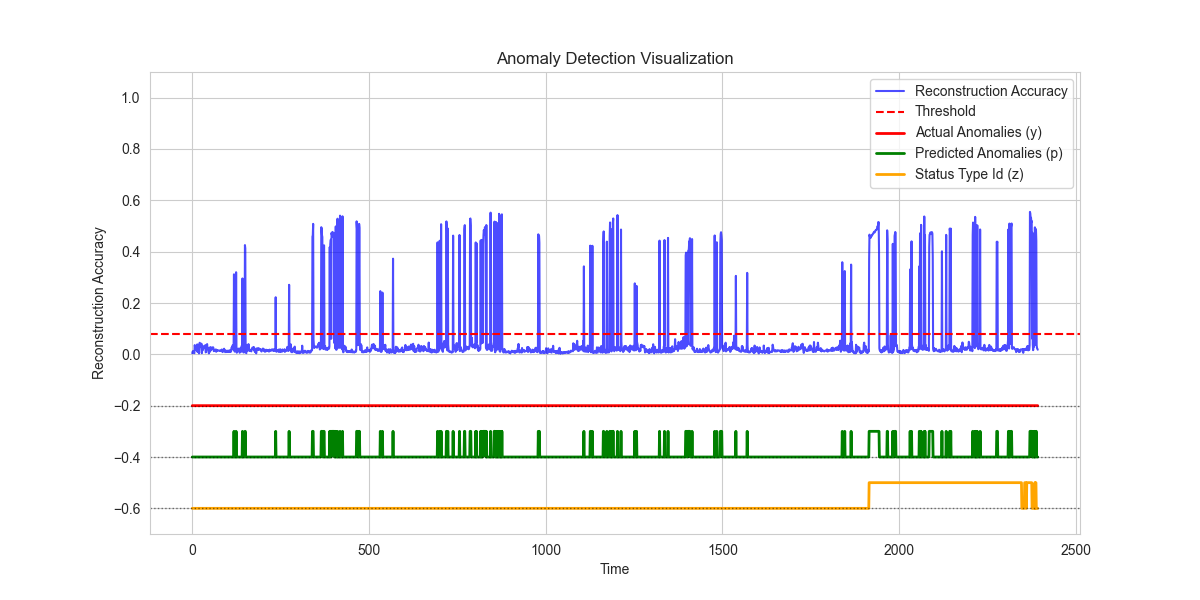 Anomaly Detection Visualization
Reconstruction Accuracy
Threshold
Actual Anomalies (y)
Predicted Anomalies (p)
Status Type Id (z)
Reconstruction Accuracy
1.0
0.8
0.6
0.4
0.2
0.0
−0.2
−0.4
−0.6
0 500 1000 1500 2000 2500
Time